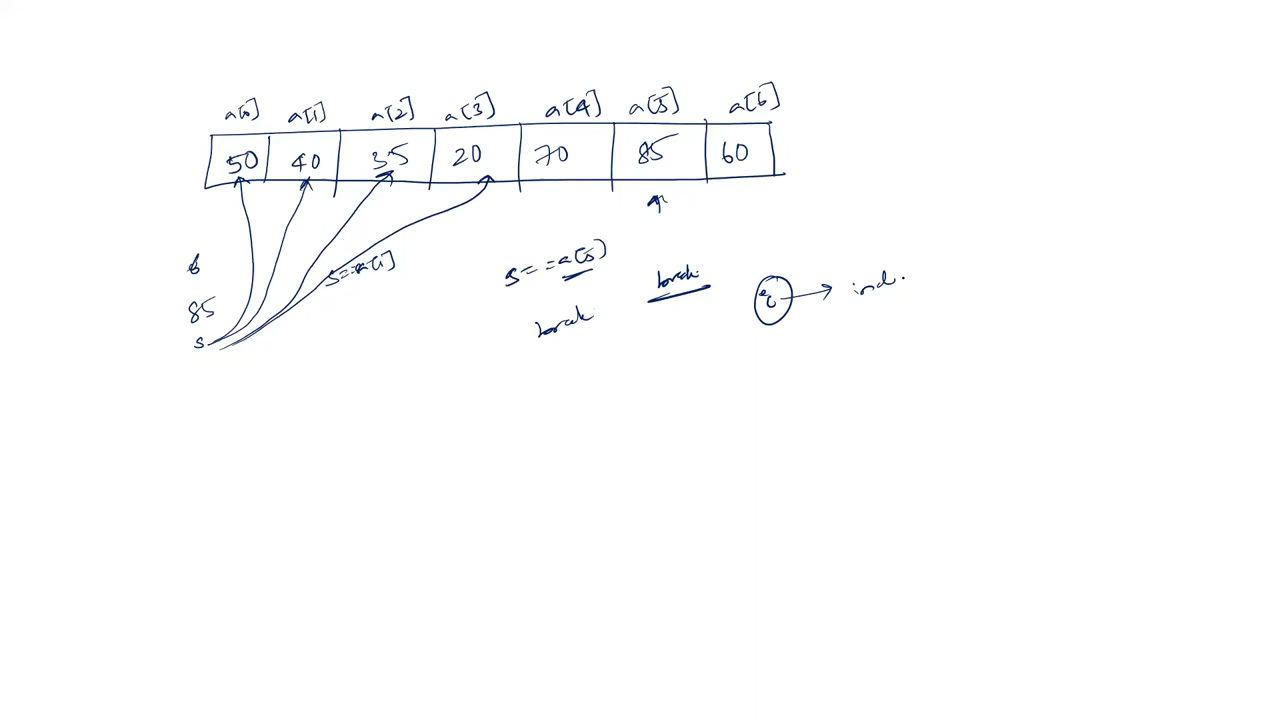 a[0] a[1] a[2] a[3] a[4] a[5] a[6]
50 40 35 20 70 85 60
s==a[i]
s==a[5]
break
break
i
ind.
85
s